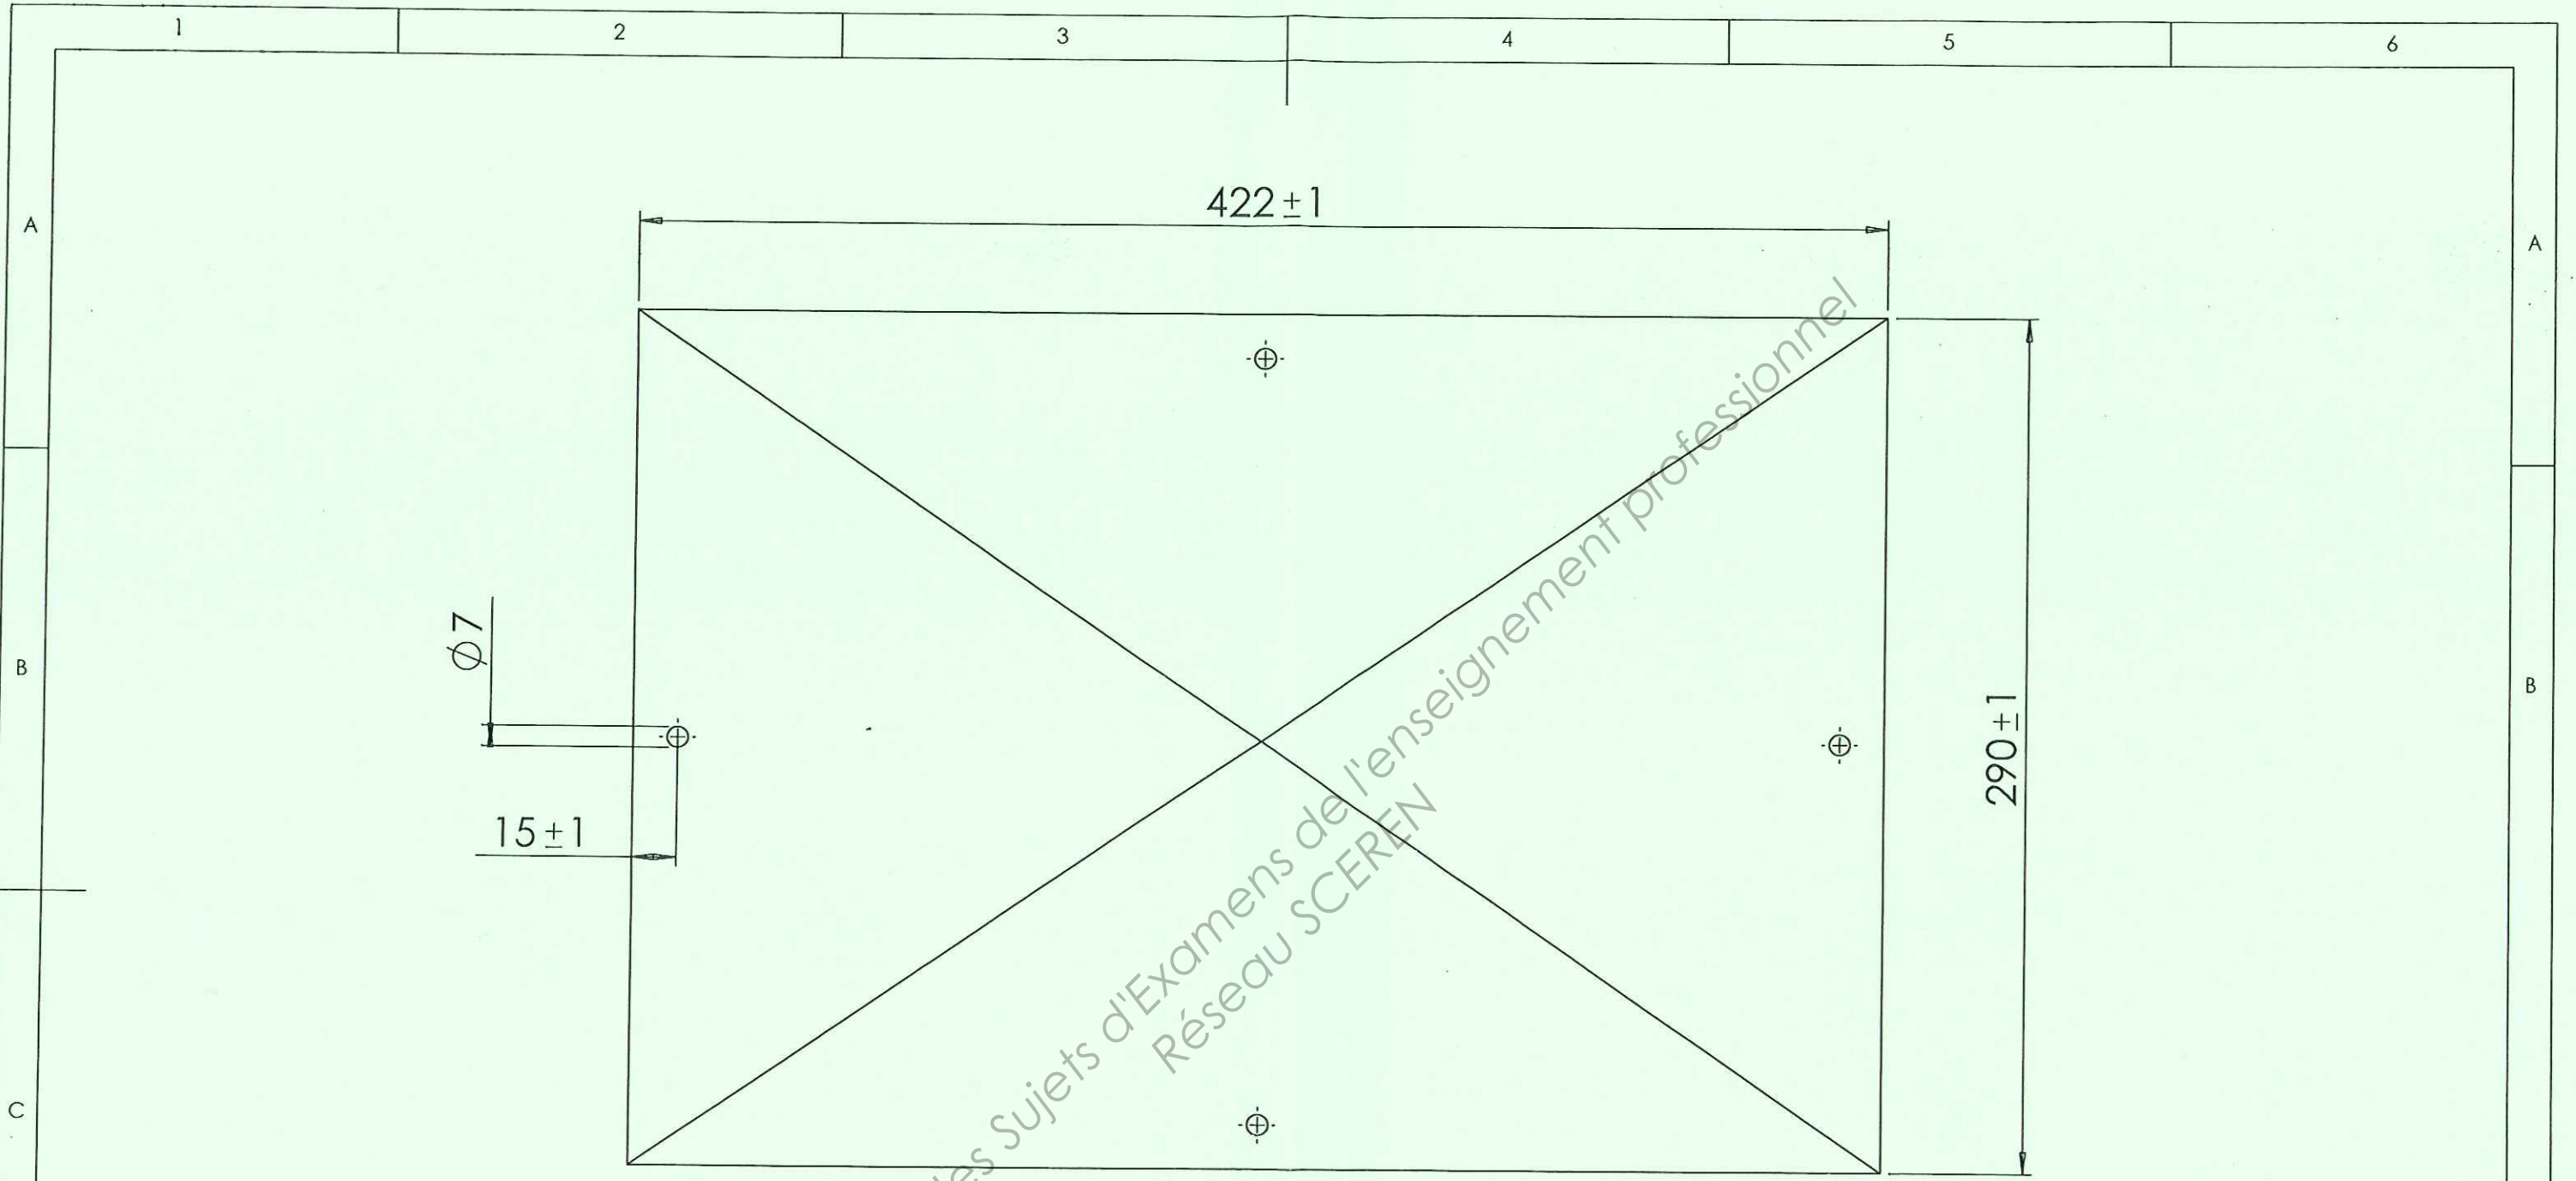 1 2 3 4 5 6
422±1
A A
Ø7
B B
290±1
15±1
C
les Sujets d'Examens de l'enseignement professionnel
Réseau SCEREN